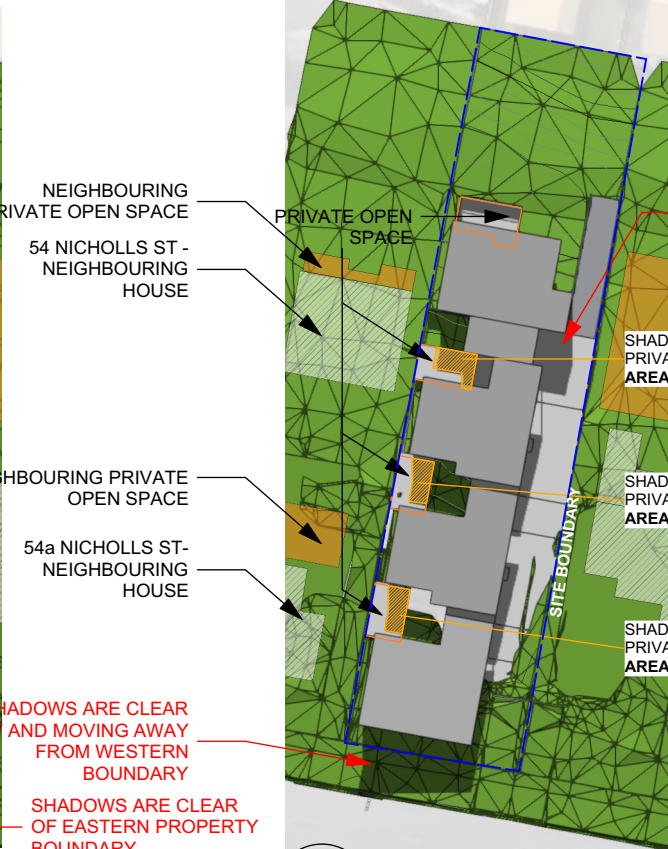 NEIGHBOURING
PRIVATE OPEN SPACE
54 NICHOLLS ST -
NEIGHBOURING
HOUSE
PRIVATE OPEN
SPACE
SHAD
PRIVA
AREA
NEIGHBOURING PRIVATE
OPEN SPACE
SHAD
PRIVA
AREA
54a NICHOLLS ST-
NEIGHBOURING
HOUSE
SITE BOUNDARY
SHAD
PRIVA
AREA
SHADOWS ARE CLEAR
AND MOVING AWAY
FROM WESTERN
BOUNDARY
SHADOWS ARE CLEAR
OF EASTERN PROPERTY
BOUNDARY